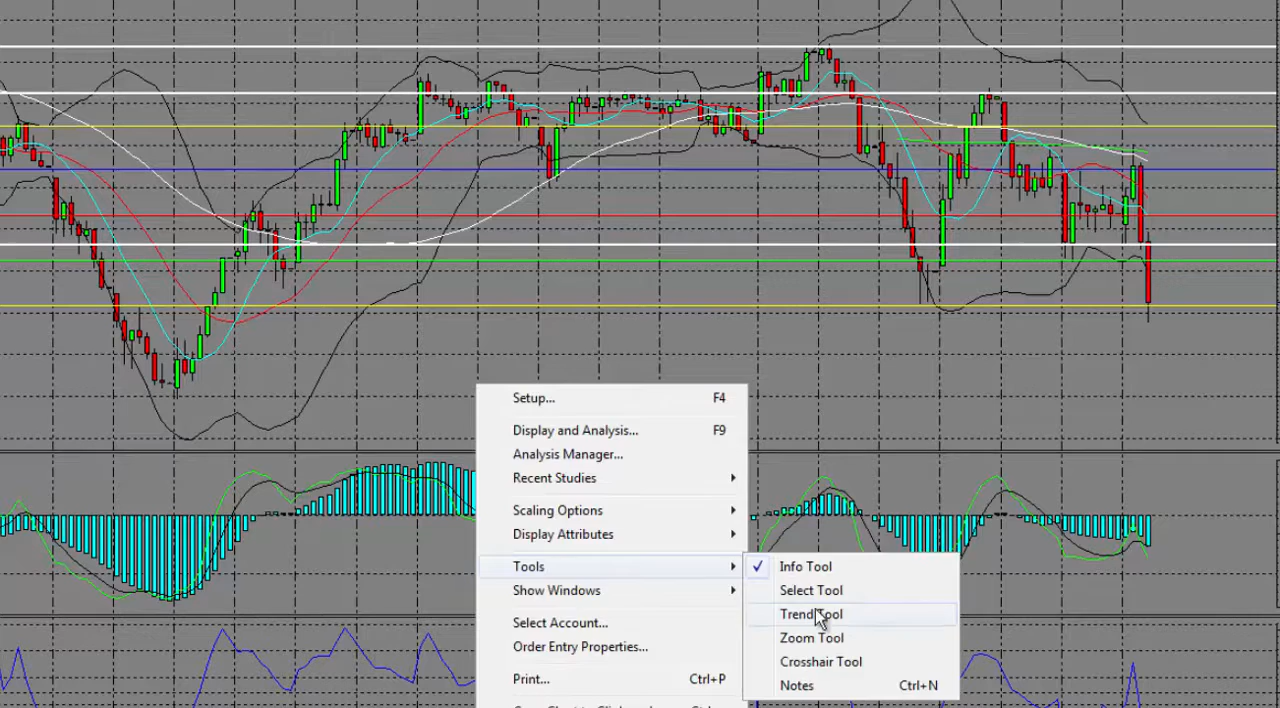 Setup... F4
Display and Analysis... F9
Analysis Manager...
Recent Studies
Scaling Options
Display Attributes
Tools
Show Windows
Select Account...
Order Entry Properties...
Print... Ctrl+P
Info Tool
Select Tool
Trend Tool
Zoom Tool
Crosshair Tool
Notes Ctrl+N